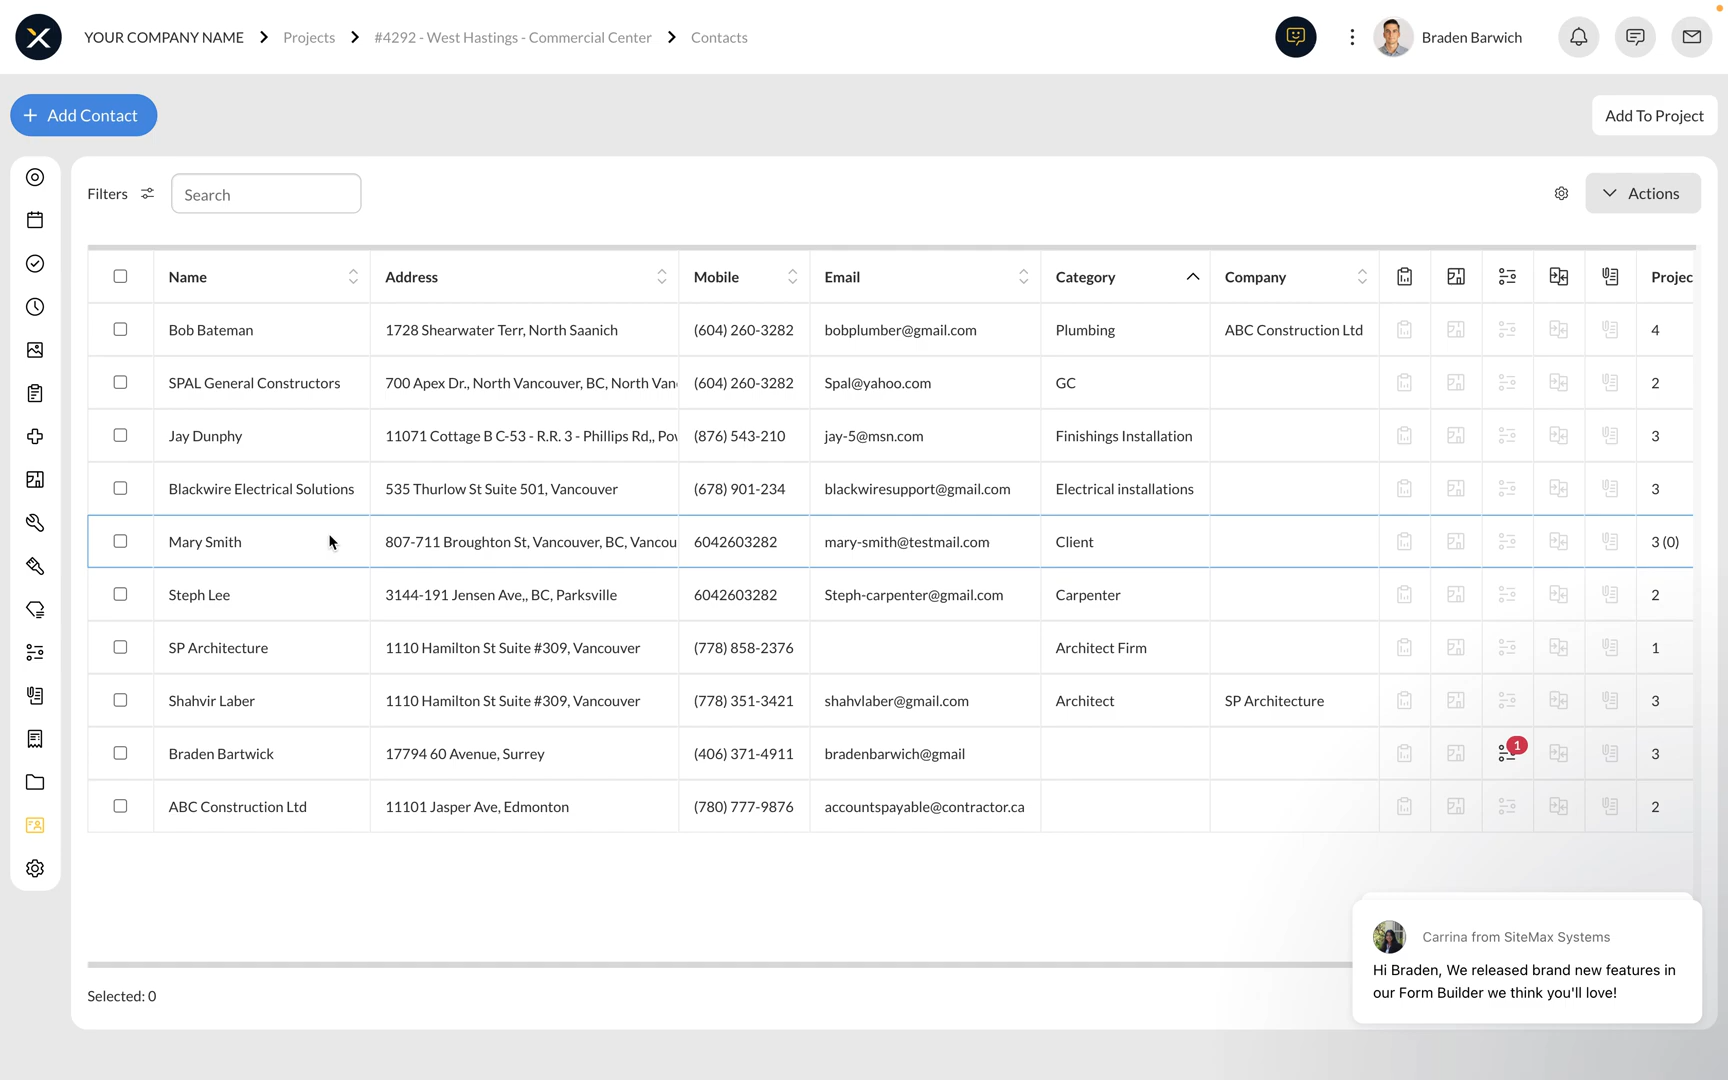 YOUR COMPANY NAME Projects #4292 - West Hastings - Commercial Center Contacts Braden Barwich
+ Add Contact Add To Project
Filters Search Actions
Name Address Mobile Email Category Company Projec
Bob Bateman 1728 Shearwater Terr, North Saanich (604) 260-3282 bobplumber@gmail.com Plumbing ABC Construction Ltd 4
SPAL General Constructors 700 Apex Dr., North Vancouver, BC, North Van (604) 260-3282 Spal@yahoo.com GC 2
Jay Dunphy 11071 Cottage B C-53 - R.R. 3 - Phillips Rd,, Pov (876) 543-210 jay-5@msn.com Finishings Installation 3
Blackwire Electrical Solutions 535 Thurlow St Suite 501, Vancouver (678) 901-234 blackwiresupport@gmail.com Electrical installations 3
Mary Smith 807-711 Broughton St, Vancouver, BC, Vancou 6042603282 mary-smith@testmail.com Client 3 (0)
Steph Lee 3144-191 Jensen Ave,, BC, Parksville 6042603282 Steph-carpenter@gmail.com Carpenter 2
SP Architecture 1110 Hamilton St Suite #309, Vancouver (778) 858-2376 Architect Firm 1
Shahvir Laber 1110 Hamilton St Suite #309, Vancouver (778) 351-3421 shahvlaber@gmail.com Architect SP Architecture 3
Braden Bartwick 17794 60 Avenue, Surrey (406) 371-4911 bradenbarwich@gmail 1 3
ABC Construction Ltd 11101 Jasper Ave, Edmonton (780) 777-9876 accountspayable@contractor.ca 2
Carrina from SiteMax Systems
Hi Braden, We released brand new features in
our Form Builder we think you'll love!
Selected: 0